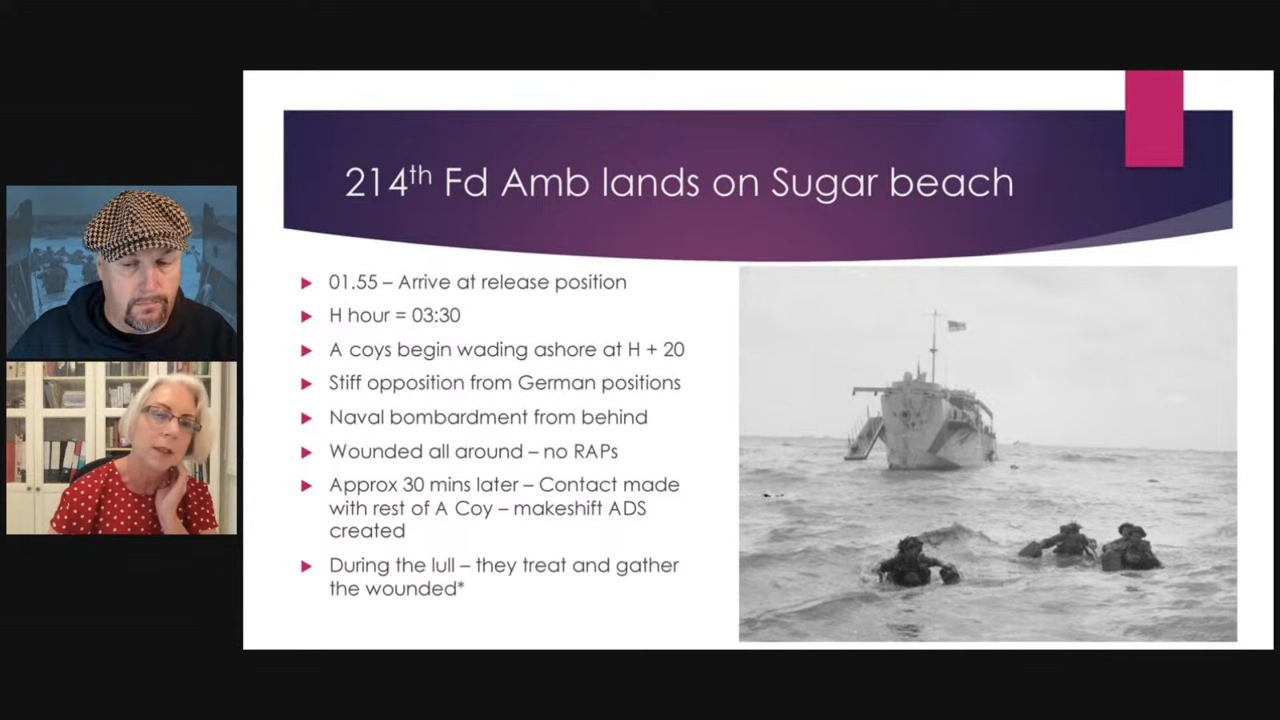 214th Fd Amb lands on Sugar beach
01.55 – Arrive at release position
H hour = 03:30
A coys begin wading ashore at H + 20
Stiff opposition from German positions
Naval bombardment from behind
Wounded all around – no RAPs
Approx 30 mins later – Contact made
with rest of A Coy – makeshift ADS
created
During the lull – they treat and gather
the wounded*